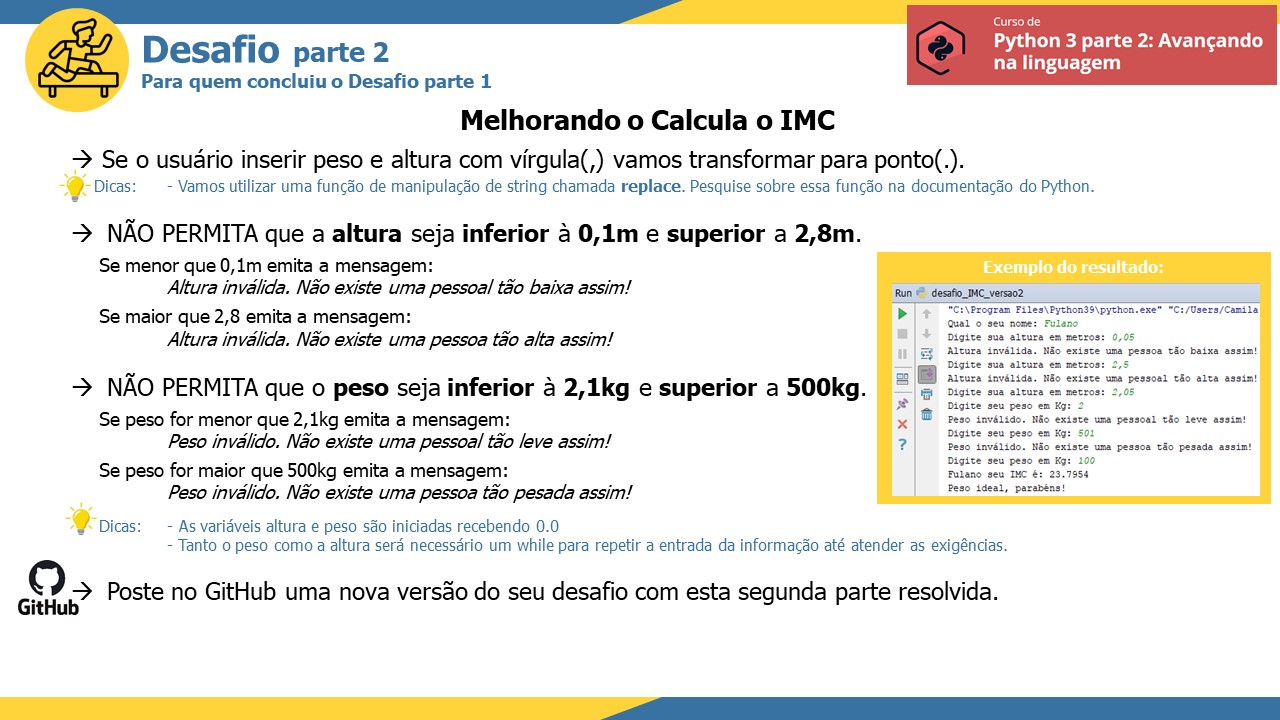 Desafio parte 2
Para quem concluiu o Desafio parte 1
Curso de
Python 3 parte 2: Avançando
na linguagem
Melhorando o Calcula o IMC
→ Se o usuário inserir peso e altura com vírgula(,) vamos transformar para ponto(.).
Dicas: - Vamos utilizar uma função de manipulação de string chamada replace. Pesquise sobre essa função na documentação do Python.
→ NÃO PERMITA que a altura seja inferior à 0,1m e superior a 2,8m.
Se menor que 0,1m emita a mensagem:
Altura inválida. Não existe uma pessoal tão baixa assim!
Se maior que 2,8 emita a mensagem:
Altura inválida. Não existe uma pessoa tão alta assim!
→ NÃO PERMITA que o peso seja inferior à 2,1kg e superior a 500kg.
Se peso for menor que 2,1kg emita a mensagem:
Peso inválido. Não existe uma pessoal tão leve assim!
Se peso for maior que 500kg emita a mensagem:
Peso inválido. Não existe uma pessoa tão pesada assim!
Dicas: - As variáveis altura e peso são iniciadas recebendo 0.0
- Tanto o peso como a altura será necessário um while para repetir a entrada da informação até atender as exigências.
Exemplo do resultado:
Run desafio_IMC_versao2
"C:\Program Files\Python39\python.exe" "C:/Users/Camila
Qual o seu nome: Fulano
Digite sua altura em metros: 0,05
Altura inválida. Não existe uma pessoa tão baixa assim!
Digite sua altura em metros: 2,5
Altura inválida. Não existe uma pessoal tão alta assim!
Digite sua altura em metros: 2,05
Digite seu peso em Kg: 2
Peso inválido. Não existe uma pessoal tão leve assim!
Digite seu peso em Kg: 501
Peso inválido. Não existe uma pessoa tão pesada assim!
Digite seu peso em Kg: 100
Fulano seu IMC é: 23.7954
Peso ideal, parabéns!
GitHub
→ Poste no GitHub uma nova versão do seu desafio com esta segunda parte resolvida.